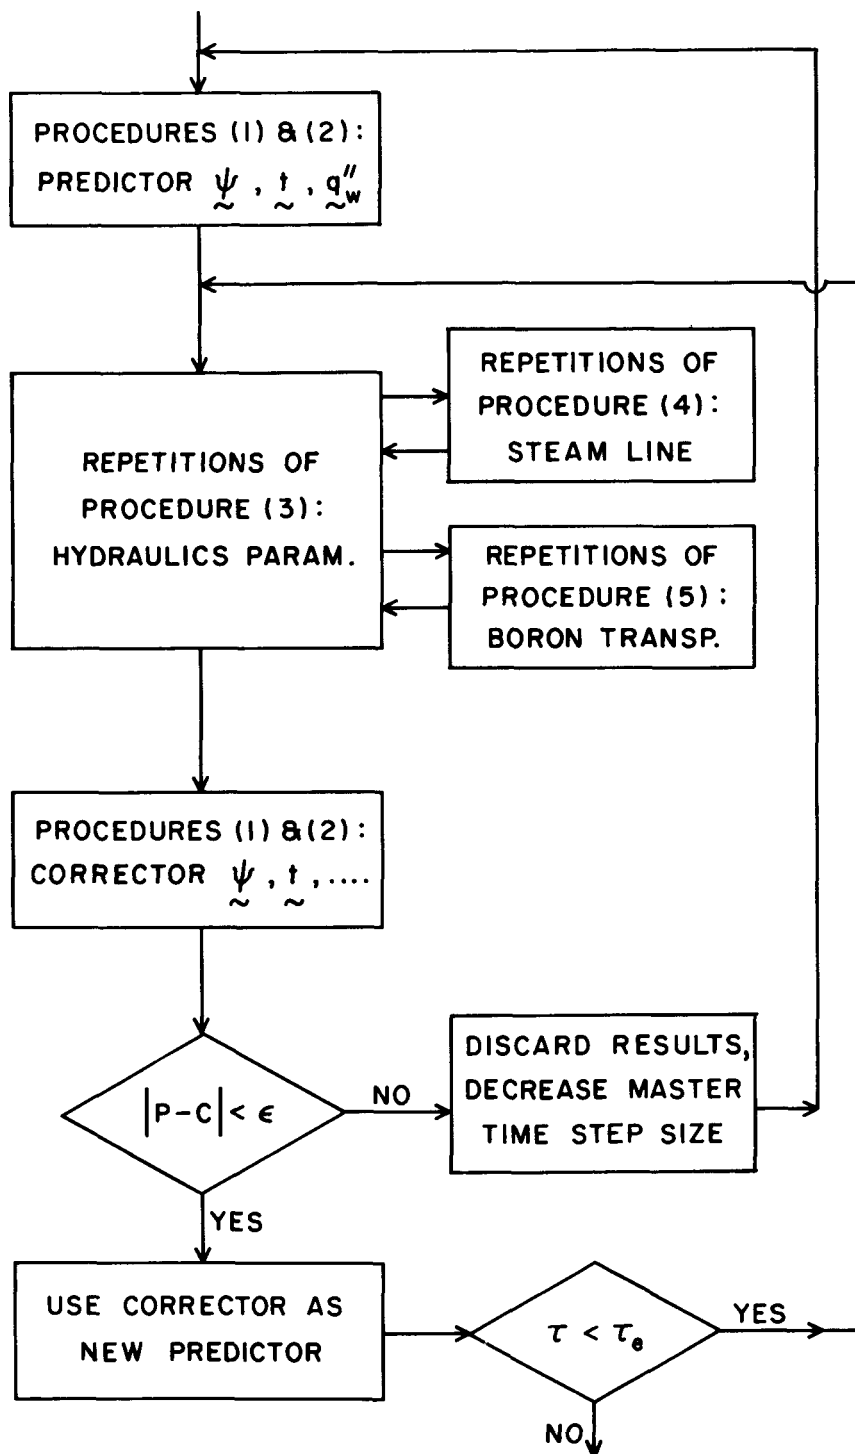 PROCEDURES (1) & (2):
PREDICTOR ψ̰ , t̰ , q̰″w
REPETITIONS OF
PROCEDURE (4):
STEAM LINE
REPETITIONS OF
PROCEDURE (3):
HYDRAULICS PARAM.
REPETITIONS OF
PROCEDURE (5):
BORON TRANSP.
PROCEDURES (1) & (2):
CORRECTOR ψ̰ , t̰ , ....
|P-C| < ϵ
NO
DISCARD RESULTS,
DECREASE MASTER
TIME STEP SIZE
YES
USE CORRECTOR AS
NEW PREDICTOR
τ < τe
YES
NO